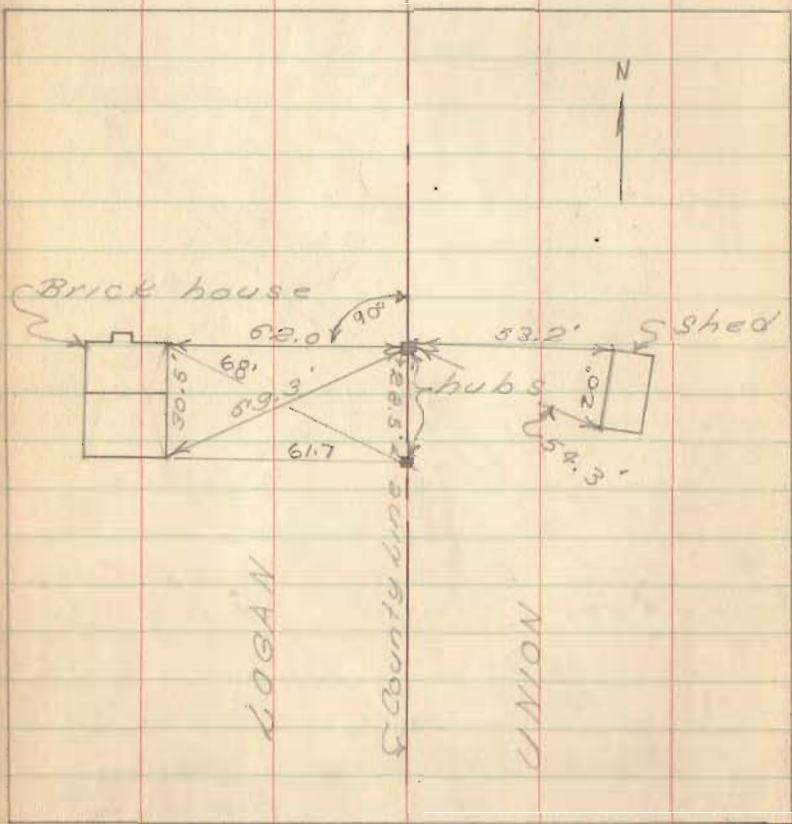 N
Brick house
90°
62.0
53.2'
Shed
68'
30.5'
69.3'
28.5'
hubs
20'
61.7
54.3'
LOGAN
℄ County Line
UNION